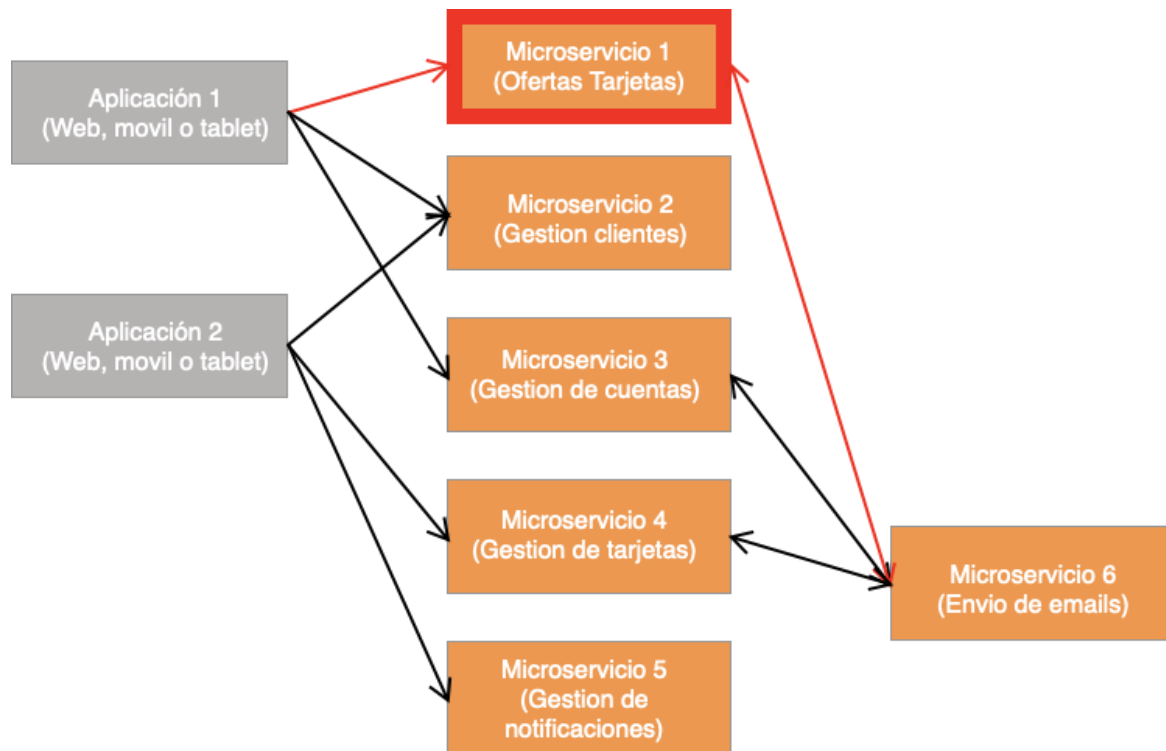 Aplicación 1
(Web, movil o tablet)
Aplicación 2
(Web, movil o tablet)
Microservicio 1
(Ofertas Tarjetas)
Microservicio 2
(Gestion clientes)
Microservicio 3
(Gestion de cuentas)
Microservicio 4
(Gestion de tarjetas)
Microservicio 5
(Gestion de
notificaciones)
Microservicio 6
(Envio de emails)